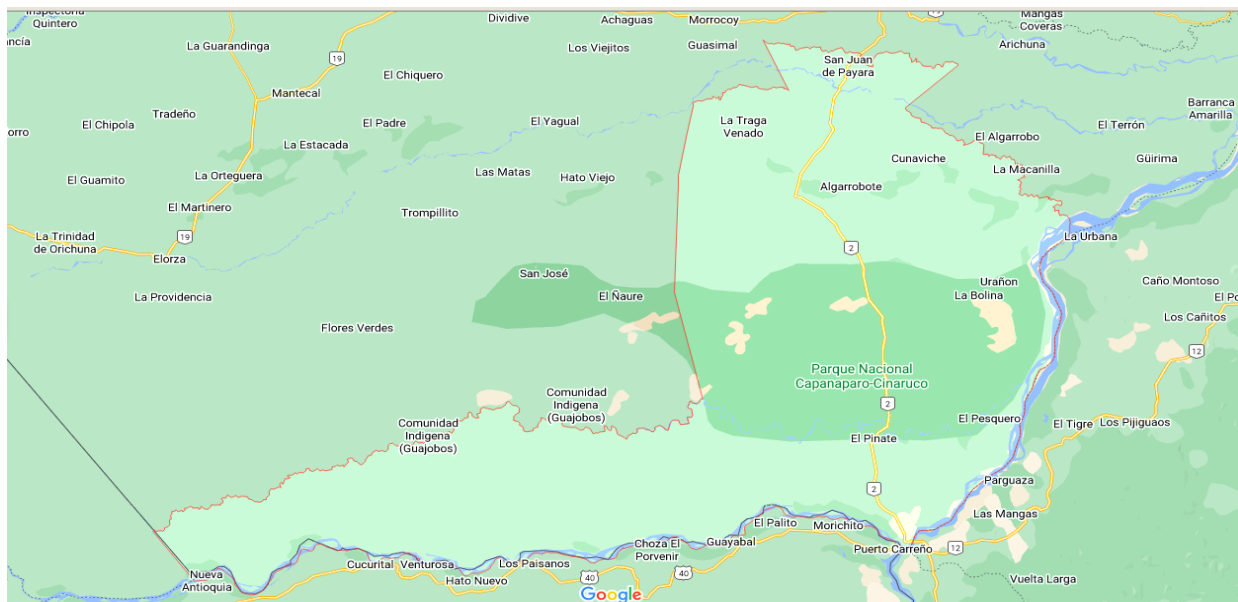 Inspectoría
Quintero
Dividive
Achaguas
Morrocoy
19
Mangas
Coveras
ancía
La Guarandinga
Los Viejitos
Guasimal
Arichuna
19
San Juan
de Payara
El Chiquero
Mantecal
Tradeño
Barranca
Amarilla
orro
El Chipola
El Padre
El Yagual
La Traga
Venado
El Terrón
El Algarrobo
La Estacada
Cunaviche
Güirima
La Macanilla
El Guamito
La Orteguera
Las Matas
Hato Viejo
Algarrobote
El Martinero
Trompillito
La Trinidad
de Orichuna
19
La Urbana
2
Elorza
San José
Urañon
Caño Montoso
La Providencia
El Ñaure
La Bolina
El Po
Los Cañitos
Flores Verdes
12
Parque Nacional
Capanaparo-Cinaruco
Comunidad
Indigena
(Guajobos)
2
Comunidad
Indigena
(Guajobos)
El Pesquero
El Tigre
Los Pijiguaos
El Pinate
2
Parguaza
Las Mangas
El Palito
Morichito
Choza El
Porvenir
Guayabal
Puerto Carreño
12
Cucurital
Venturosa
Los Paisanos
Nueva
Antioquia
Hato Nuevo
40
40
Vuelta Larga
Google